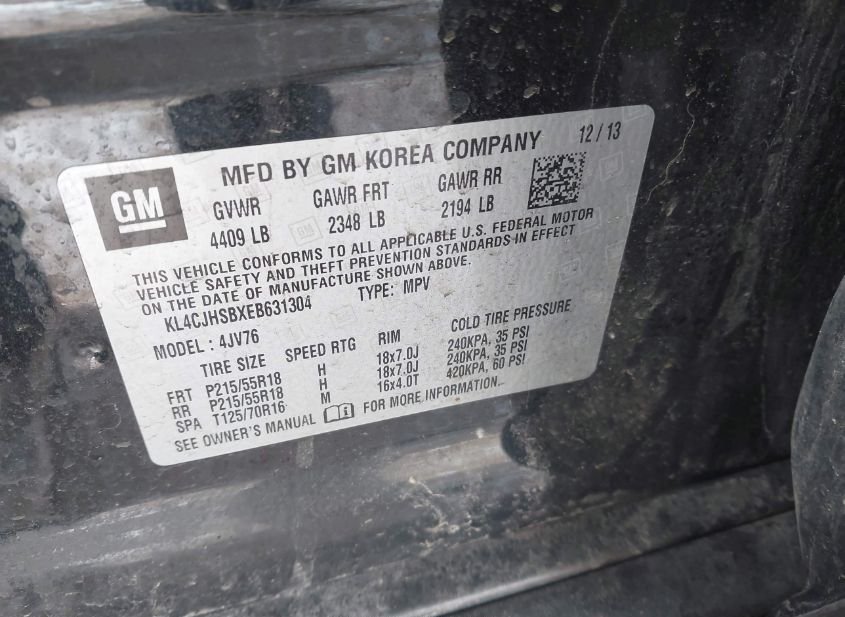 MFD BY GM KOREA COMPANY 12 / 13
GM
GVWR GAWR FRT GAWR RR
4409 LB 2348 LB 2194 LB
THIS VEHICLE CONFORMS TO ALL APPLICABLE U.S. FEDERAL MOTOR
VEHICLE SAFETY AND THEFT PREVENTION STANDARDS IN EFFECT
ON THE DATE OF MANUFACTURE SHOWN ABOVE.
KL4CJHSBXEB631304 TYPE: MPV
MODEL : 4JV76
TIRE SIZE SPEED RTG RIM COLD TIRE PRESSURE
FRT P215/55R18 H 18x7.0J 240KPA, 35 PSI
RR P215/55R18 H 18x7.0J 240KPA, 35 PSI
SPA T125/70R16 M 16x4.0T 420KPA, 60 PSI
SEE OWNER'S MANUAL FOR MORE INFORMATION.